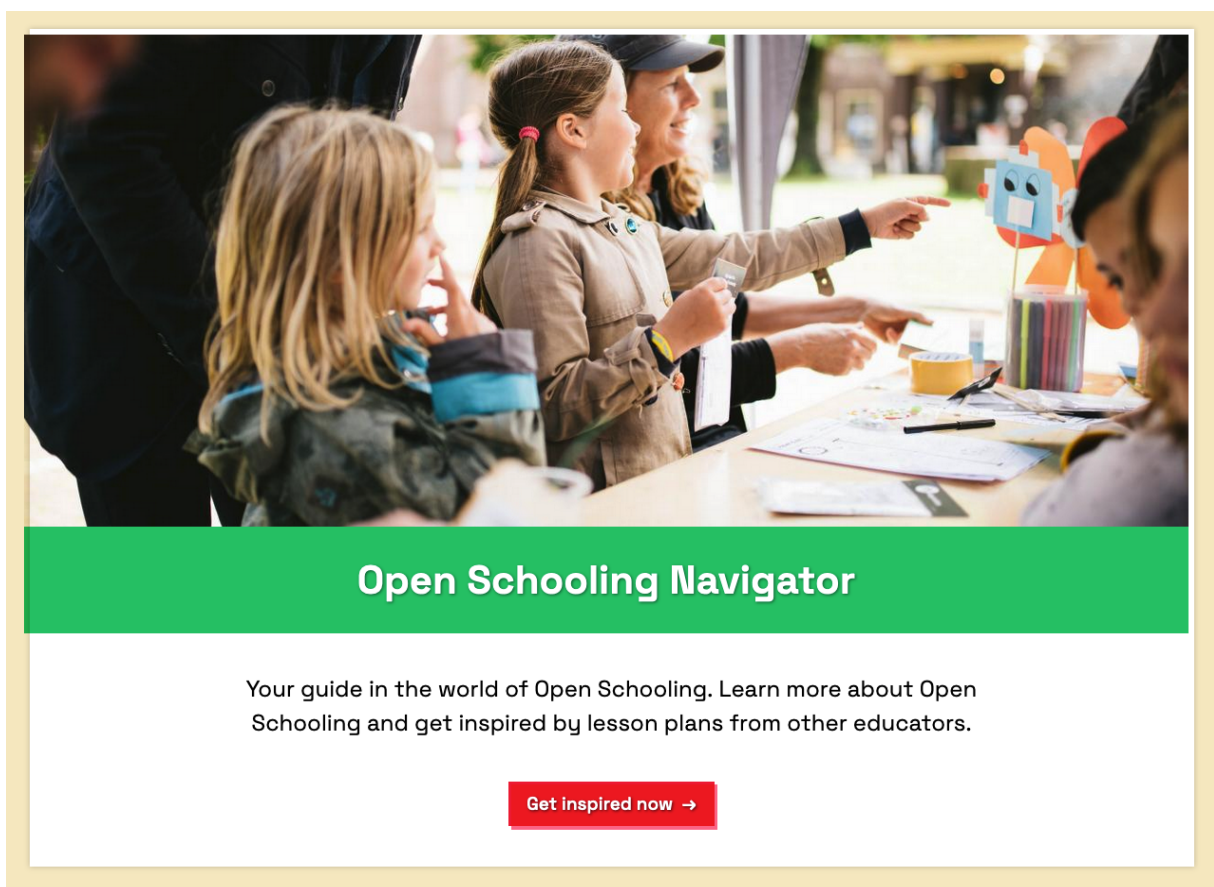 Open Schooling Navigator
Your guide in the world of Open Schooling. Learn more about Open
Schooling and get inspired by lesson plans from other educators.
Get inspired now →